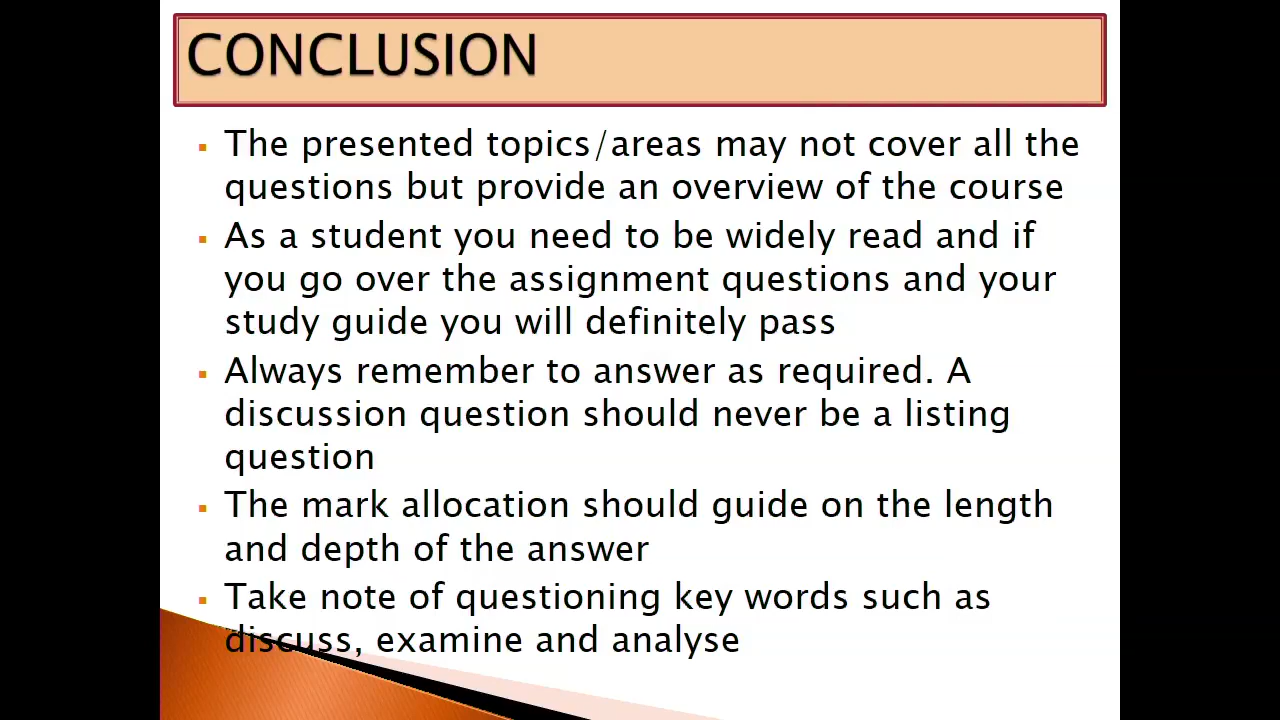 CONCLUSION
The presented topics/areas may not cover all the
questions but provide an overview of the course
As a student you need to be widely read and if
you go over the assignment questions and your
study guide you will definitely pass
Always remember to answer as required. A
discussion question should never be a listing
question
The mark allocation should guide on the length
and depth of the answer
Take note of questioning key words such as
discuss, examine and analyse